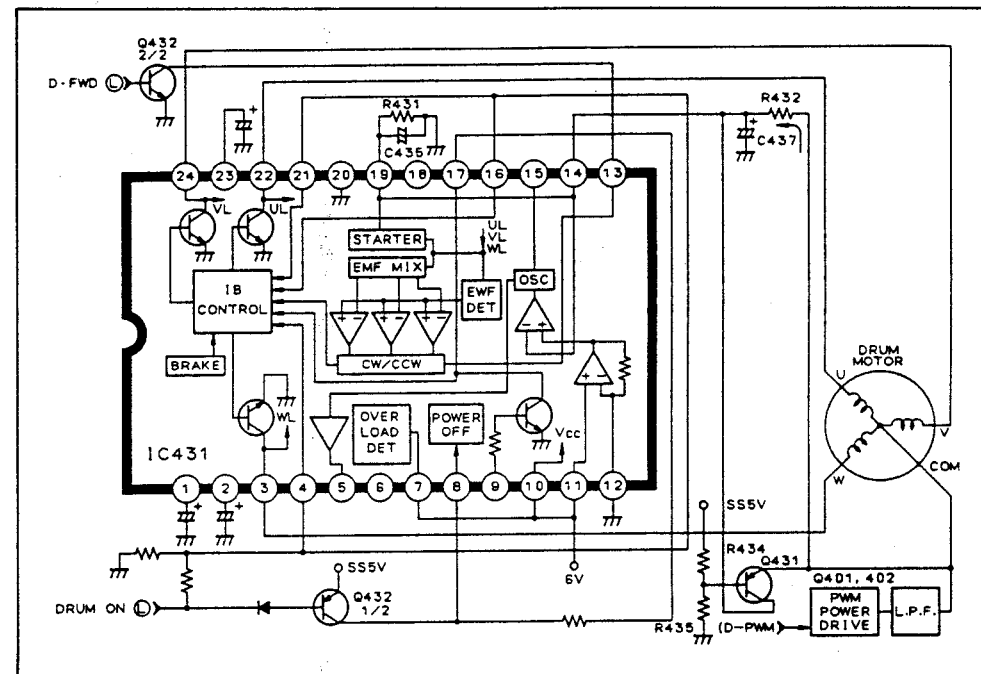 Q432
2/2
D-FWD L
+
R431
C435
R432
+
C437
24 23 22 21 20 19 18 17 16 15 14 13
VL
UL
STARTER
UL
VL
WL
EMF MIX
EWF
DET
OSC
IB
CONTROL
+ - + - + -
- +
+ -
CW/CCW
BRAKE
WL
OVER
LOAD
DET
POWER
OFF
VCC
IC431
1 2 3 4 5 6 7 8 9 10 11 12
+ +
DRUM
MOTOR
U
V
W
COM
SS5V
R434
Q431
6V
SS5V
DRUM ON L
Q432
1/2
R435
(D-PWM)
Q401, 402
PWM
POWER
DRIVE
L.P.F.